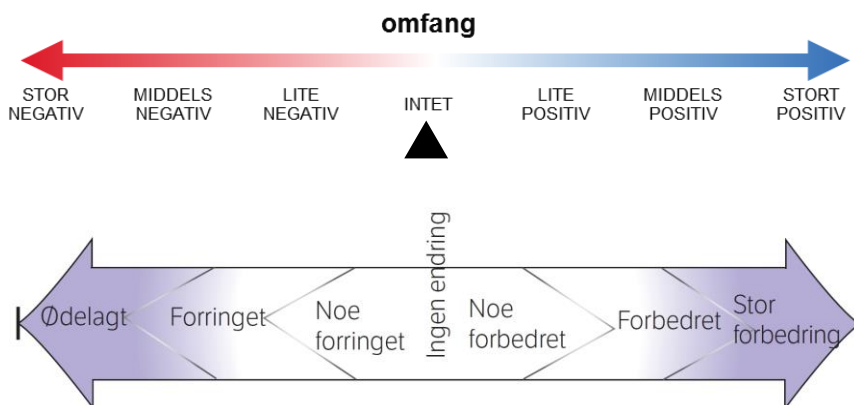 omfang
STOR
NEGATIV
MIDDELS
NEGATIV
LITE
NEGATIV
INTET
LITE
POSITIV
MIDDELS
POSITIV
STORT
POSITIV
Ødelagt
Forringet
Noe
forringet
Ingen endring
Noe
forbedret
Forbedret
Stor
forbedring